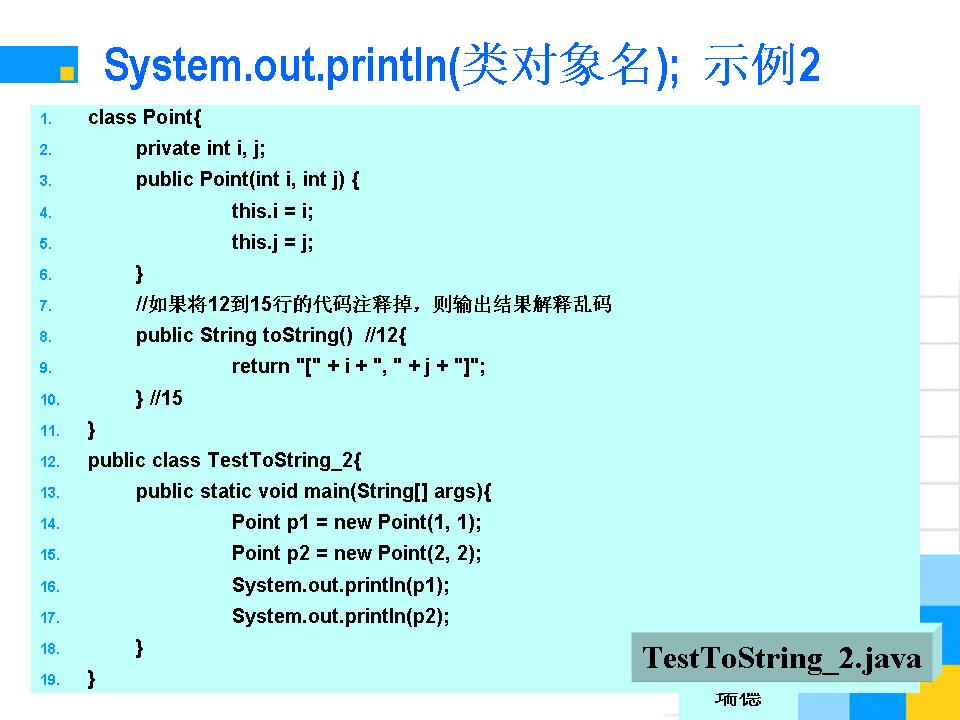 System.out.println(类对象名); 示例2
1. class Point{
2. private int i, j;
3. public Point(int i, int j) {
4. this.i = i;
5. this.j = j;
6. }
7. //如果将12到15行的代码注释掉，则输出结果解释乱码
8. public String toString() //12{
9. return "[" + i + ", " + j + "]";
10. } //15
11. }
12. public class TestToString_2{
13. public static void main(String[] args){
14. Point p1 = new Point(1, 1);
15. Point p2 = new Point(2, 2);
16. System.out.println(p1);
17. System.out.println(p2);
18. }
19. }
TestToString_2.java
瑞德